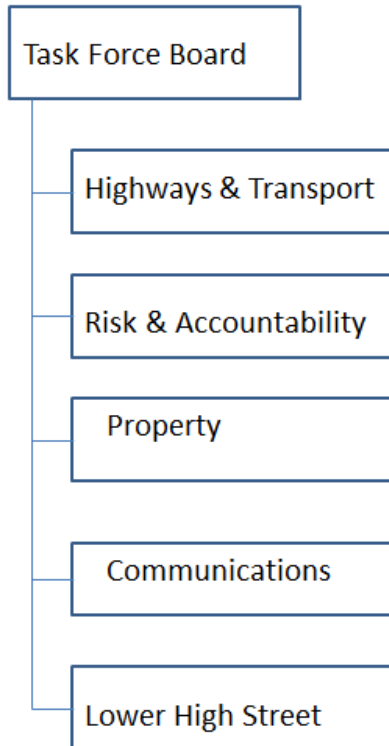 Task Force Board
Highways & Transport
Risk & Accountability
Property
Communications
Lower High Street